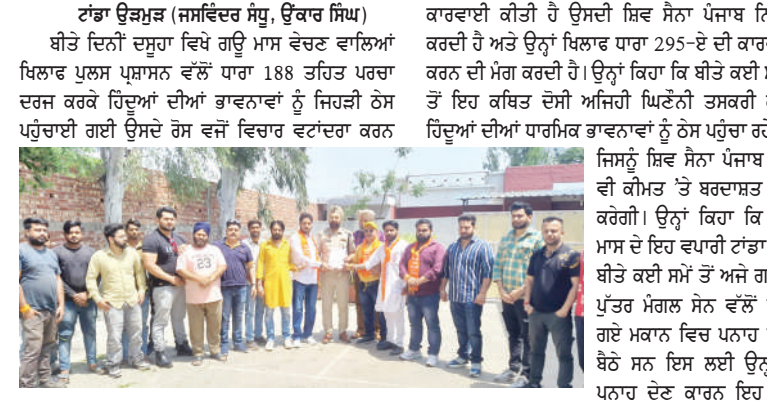 ਟਾਂਡਾ ਉੜਮੁੜ (ਜਸਵਿੰਦਰ ਸੰਧੂ, ਉਂਕਾਰ ਸਿੰਘ)
ਬੀਤੇ ਦਿਨੀਂ ਦਸੂਹਾ ਵਿਖੇ ਗਊ ਮਾਸ ਵੇਚਣ ਵਾਲਿਆਂ
ਖਿਲਾਫ ਪੁਲਸ ਪ੍ਰਸ਼ਾਸਨ ਵੱਲੋਂ ਧਾਰਾ 188 ਤਹਿਤ ਪਰਚਾ
ਦਰਜ ਕਰਕੇ ਹਿੰਦੂਆਂ ਦੀਆਂ ਭਾਵਨਾਵਾਂ ਨੂੰ ਜਿਹੜੀ ਠੇਸ
ਪਹੁੰਚਾਈ ਗਈ ਉਸਦੇ ਰੋਸ ਵਜੋਂ ਵਿਚਾਰ ਵਟਾਂਦਰਾ ਕਰਨ
ਕਾਰਵਾਈ ਕੀਤੀ ਹੈ ਉਸਦੀ ਸ਼ਿਵ ਸੈਨਾ ਪੰਜਾਬ
ਕਰਦੀ ਹੈ ਅਤੇ ਉਨ੍ਹਾਂ ਖਿਲਾਫ ਧਾਰਾ 295-ਏ ਦੀ
ਕਰਨ ਦੀ ਮੰਗ ਕਰਦੀ ਹੈ। ਉਨ੍ਹਾਂ ਕਿਹਾ ਕਿ ਬੀਤੇ ਕਈ
ਤੋਂ ਇਹ ਕਥਿਤ ਦੋਸੀ ਅਜਿਹੀ ਘਿਣੌਨੀ ਤਸਕਰੀ
ਹਿੰਦੂਆਂ ਦੀਆਂ ਧਾਰਮਿਕ ਭਾਵਨਾਵਾਂ ਨੂੰ ਠੇਸ ਪਹੁੰਚਾ
ਜਿਸਨੂੰ ਸ਼ਿਵ ਸੈਨਾ ਪੰਜਾਬ
ਵੀ ਕੀਮਤ 'ਤੇ ਬਰਦਾਸ਼ਤ
ਕਰੇਗੀ। ਉਨ੍ਹਾਂ ਕਿਹਾ ਕਿ
ਮਾਸ ਦੇ ਇਹ ਵਪਾਰੀ ਟਾਂਡਾ
ਬੀਤੇ ਕਈ ਸਮੇਂ ਤੋਂ ਅਜੇ
ਪੁੱਤਰ ਮੰਗਲ ਸੇਨ ਵੱਲੋਂ
ਗਏ ਮਕਾਨ ਵਿਚ ਪਨਾਹ
ਬੈਠੇ ਸਨ ਇਸ ਲਈ
ਪਨਾਹ ਦੇਣ ਕਾਰਨ ਇਹ
23